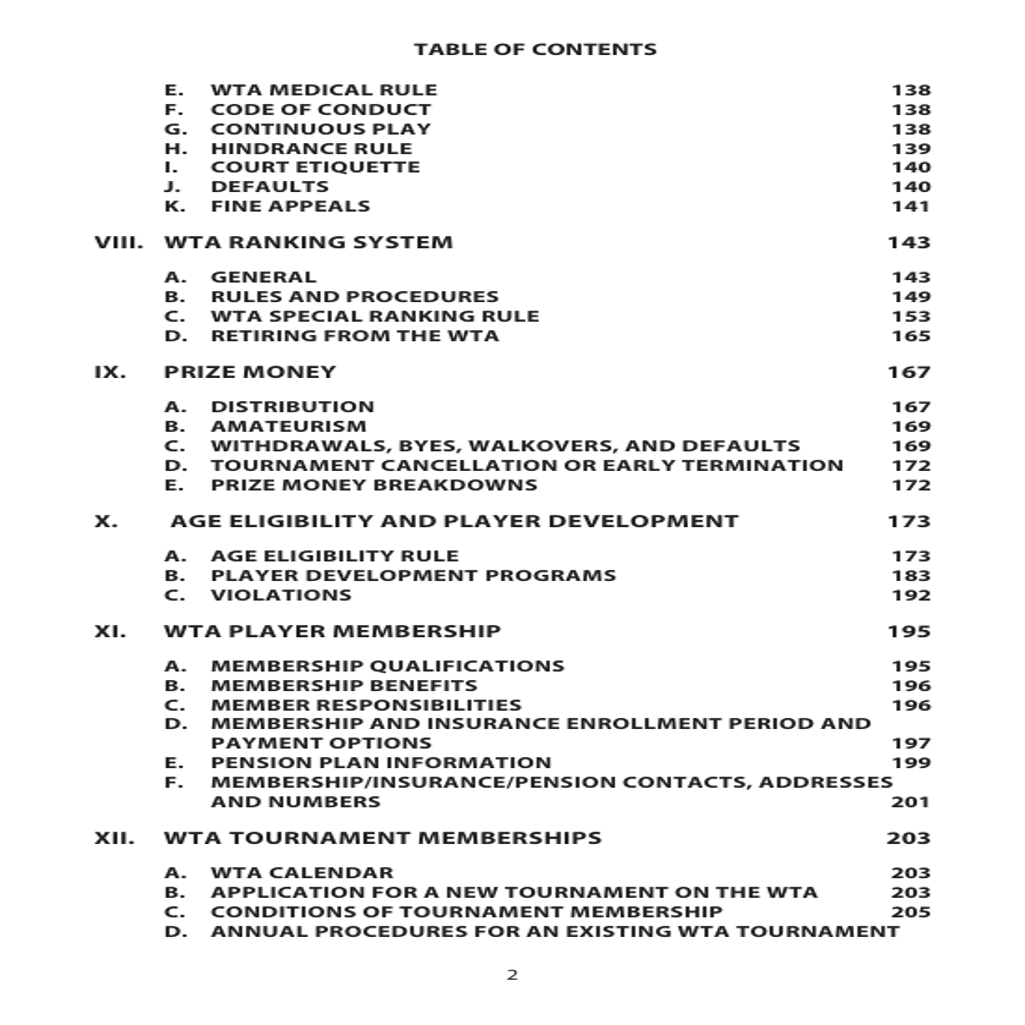 TABLE OF CONTENTS
E. WTA MEDICAL RULE 138
F. CODE OF CONDUCT 138
G. CONTINUOUS PLAY 138
H. HINDRANCE RULE 139
I. COURT ETIQUETTE 140
J. DEFAULTS 140
K. FINE APPEALS 141
VIII. WTA RANKING SYSTEM 143
A. GENERAL 143
B. RULES AND PROCEDURES 149
C. WTA SPECIAL RANKING RULE 153
D. RETIRING FROM THE WTA 165
IX. PRIZE MONEY 167
A. DISTRIBUTION 167
B. AMATEURISM 169
C. WITHDRAWALS, BYES, WALKOVERS, AND DEFAULTS 169
D. TOURNAMENT CANCELLATION OR EARLY TERMINATION 172
E. PRIZE MONEY BREAKDOWNS 172
X. AGE ELIGIBILITY AND PLAYER DEVELOPMENT 173
A. AGE ELIGIBILITY RULE 173
B. PLAYER DEVELOPMENT PROGRAMS 183
C. VIOLATIONS 192
XI. WTA PLAYER MEMBERSHIP 195
A. MEMBERSHIP QUALIFICATIONS 195
B. MEMBERSHIP BENEFITS 196
C. MEMBER RESPONSIBILITIES 196
D. MEMBERSHIP AND INSURANCE ENROLLMENT PERIOD AND
PAYMENT OPTIONS 197
E. PENSION PLAN INFORMATION 199
F. MEMBERSHIP/INSURANCE/PENSION CONTACTS, ADDRESSES
AND NUMBERS 201
XII. WTA TOURNAMENT MEMBERSHIPS 203
A. WTA CALENDAR 203
B. APPLICATION FOR A NEW TOURNAMENT ON THE WTA 203
C. CONDITIONS OF TOURNAMENT MEMBERSHIP 205
D. ANNUAL PROCEDURES FOR AN EXISTING WTA TOURNAMENT
2